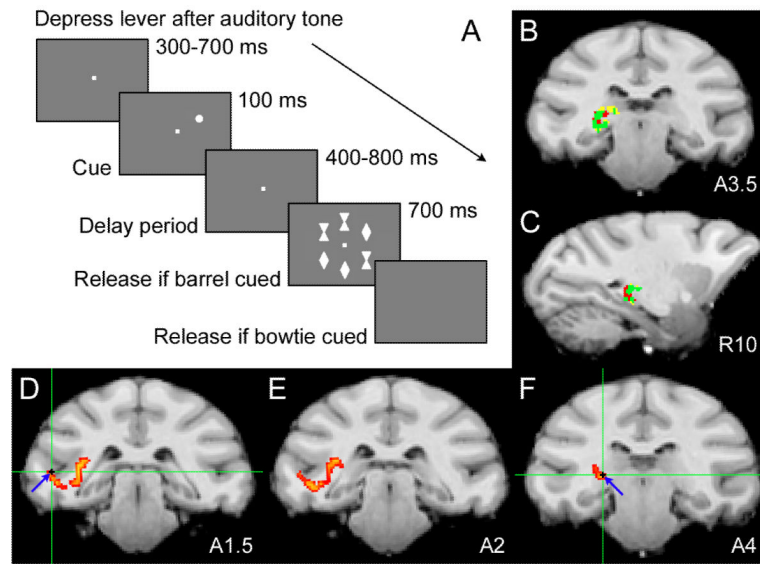 Depress lever after auditory tone
A
300-700 ms
100 ms
Cue
400-800 ms
Delay period
700 ms
Release if barrel cued
Release if bowtie cued
B
A3.5
C
R10
D
A1.5
E
A2
F
A4